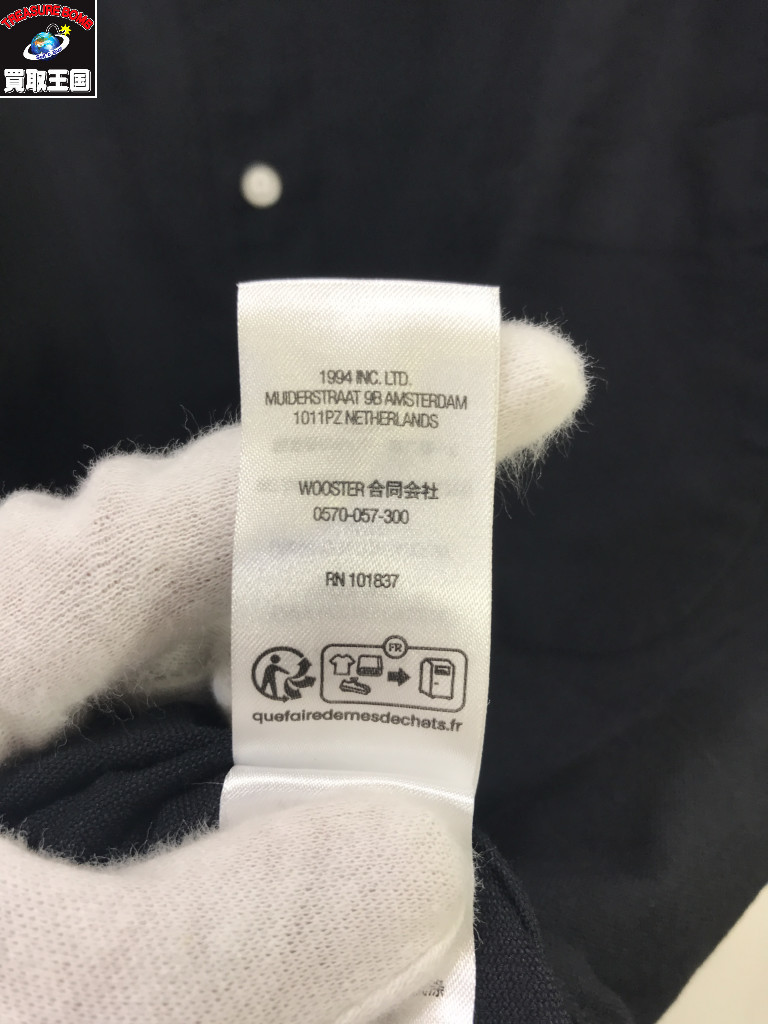 TREASURE BOMB
買取王国
1994 INC. LTD.
MUIDERSTRAAT 9B AMSTERDAM
1011PZ NETHERLANDS
WOOSTER 合同会社
0570-057-300
RN 101837
FR
quefairedemesdechets.fr